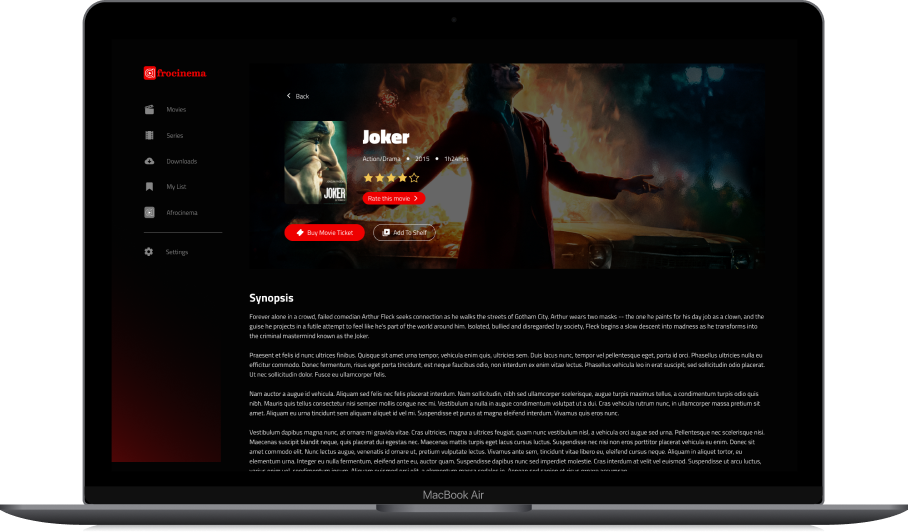 frocinema
Movies
Series
Downloads
My List
Afrocinema
Settings
Back
JOKER
Joker
Action/Drama • 2015 • 1h24min
Rate this movie
Buy Movie Ticket
Add To Shelf
Synopsis
Forever alone in a crowd, failed comedian Arthur Fleck seeks connection as he walks the streets of Gotham City. Arthur wears two masks -- the one he paints for his day job as a clown, and the
guise he projects in a futile attempt to feel like he's part of the world around him. Isolated, bullied and disregarded by society, Fleck begins a slow descent into madness as he transforms into
the criminal mastermind known as the Joker.
Praesent et felis id nunc ultrices finibus. Quisque sit amet urna tempor, vehicula enim quis, ultricies sem. Duis lacus nunc, tempor vel pellentesque eget, porta id orci. Phasellus ultricies nulla eu
efficitur commodo. Donec fermentum, risus eget porta tincidunt, est neque faucibus odio, non interdum ex enim vitae lectus. Phasellus vehicula leo in erat suscipit, sed sollicitudin odio placerat.
Ut nec sollicitudin dolor. Fusce eu ullamcorper felis.
Nam auctor a augue id vehicula. Aliquam sed felis nec felis placerat interdum. Nam sollicitudin, nibh sed ullamcorper scelerisque, augue turpis maximus tellus, a condimentum turpis odio quis
nibh. Mauris quis tellus consectetur nisi semper mollis congue nec mi. Vestibulum a nulla in augue condimentum volutpat ut a dui. Cras vehicula rutrum nunc, in ullamcorper massa pretium sit
amet. Aliquam eu urna tincidunt sem aliquam aliquet id vel mi. Suspendisse et purus at magna eleifend interdum. Vivamus quis eros nunc.
Vestibulum dapibus magna nunc, at ornare mi gravida vitae. Cras ultricies, magna a ultrices feugiat, quam nunc vestibulum nisl, a vehicula orci augue sed urna. Pellentesque nec scelerisque nisi.
Maecenas suscipit blandit neque, quis placerat dui egestas nec. Maecenas mattis turpis eget lacus cursus luctus. Suspendisse nec nisi non eros porttitor placerat vehicula eu enim. Donec sit
amet commodo elit. Nunc lectus augue, venenatis id ornare ut, pretium vulputate lectus. Vivamus ante sem, tincidunt vitae libero eu, eleifend cursus neque. Aliquam in aliquet tortor, eu
elementum urna. Integer eu nulla fermentum, eleifend ante eu, auctor quam. Suspendisse dapibus nunc sed imperdiet molestie. Cras interdum at velit vel euismod. Suspendisse ut arcu luctus,
MacBook Air